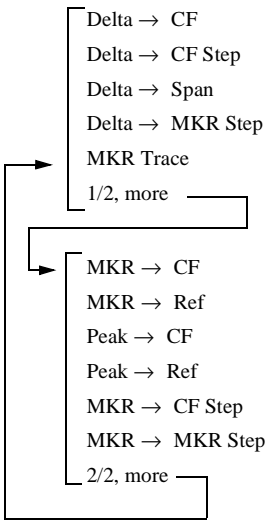 Delta → CF
Delta → CF Step
Delta → Span
Delta → MKR Step
MKR Trace
1/2, more
MKR → CF
MKR → Ref
Peak → CF
Peak → Ref
MKR → CF Step
MKR → MKR Step
2/2, more